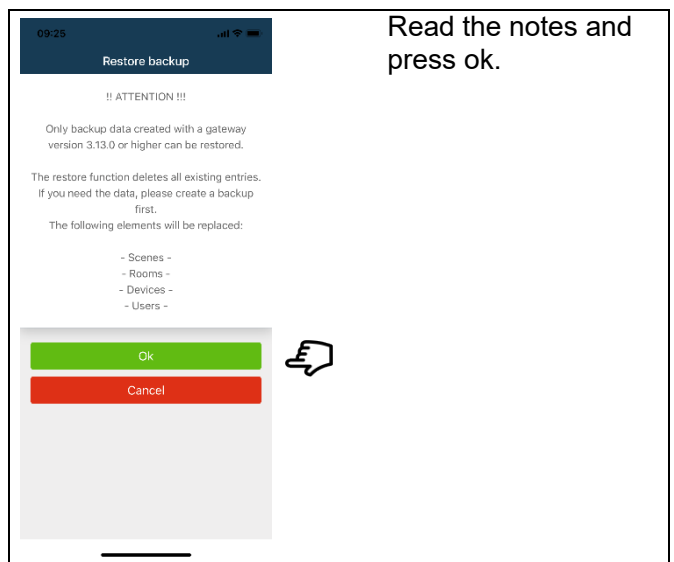 09:25
Restore backup
!! ATTENTION !!!
Only backup data created with a gateway
version 3.13.0 or higher can be restored.
The restore function deletes all existing entries.
If you need the data, please create a backup
first.
The following elements will be replaced:
- Scenes -
- Rooms -
- Devices -
- Users -
Ok
Cancel
Read the notes and
press ok.